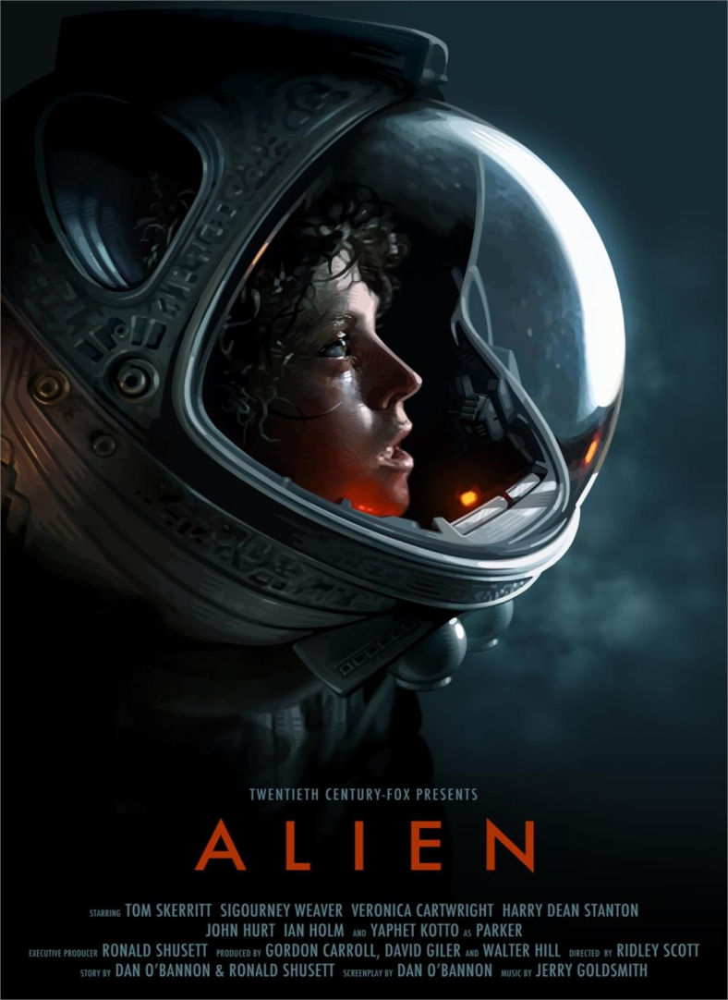 TWENTIETH CENTURY-FOX PRESENTS
ALIEN
STARRING TOM SKERRITT SIGOURNEY WEAVER VERONICA CARTWRIGHT HARRY DEAN STANTON
JOHN HURT IAN HOLM AND YAPHET KOTTO AS PARKER
EXECUTIVE PRODUCER RONALD SHUSETT PRODUCED BY GORDON CARROLL, DAVID GILER AND WALTER HILL DIRECTED BY RIDLEY SCOTT
STORY BY DAN O'BANNON & RONALD SHUSETT SCREENPLAY BY DAN O'BANNON MUSIC BY JERRY GOLDSMITH